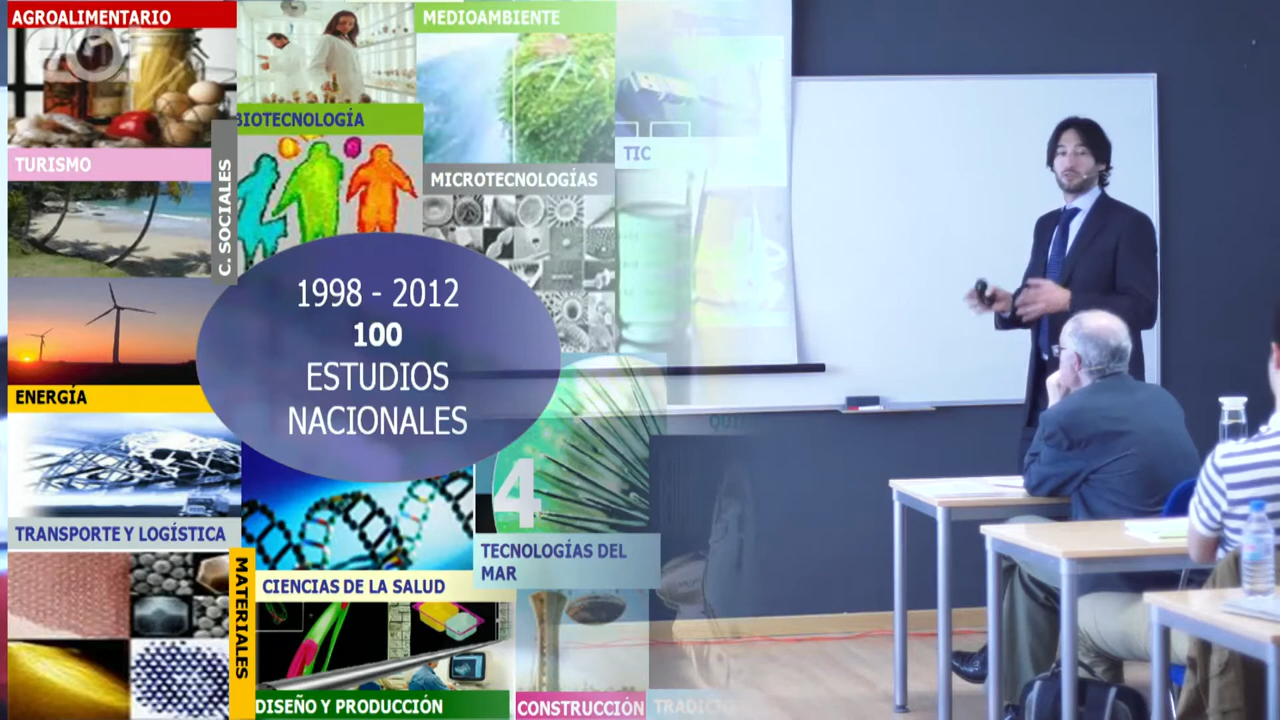 AGROALIMENTARIO
MEDIOAMBIENTE
BIOTECNOLOGÍA
TIC
TURISMO
C. SOCIALES
MICROTECNOLOGÍAS
1998 - 2012
100
ESTUDIOS
NACIONALES
ENERGÍA
4
TRANSPORTE Y LOGÍSTICA
TECNOLOGÍAS DEL
MAR
MATERIALES
CIENCIAS DE LA SALUD
DISEÑO Y PRODUCCIÓN
CONSTRUCCIÓN